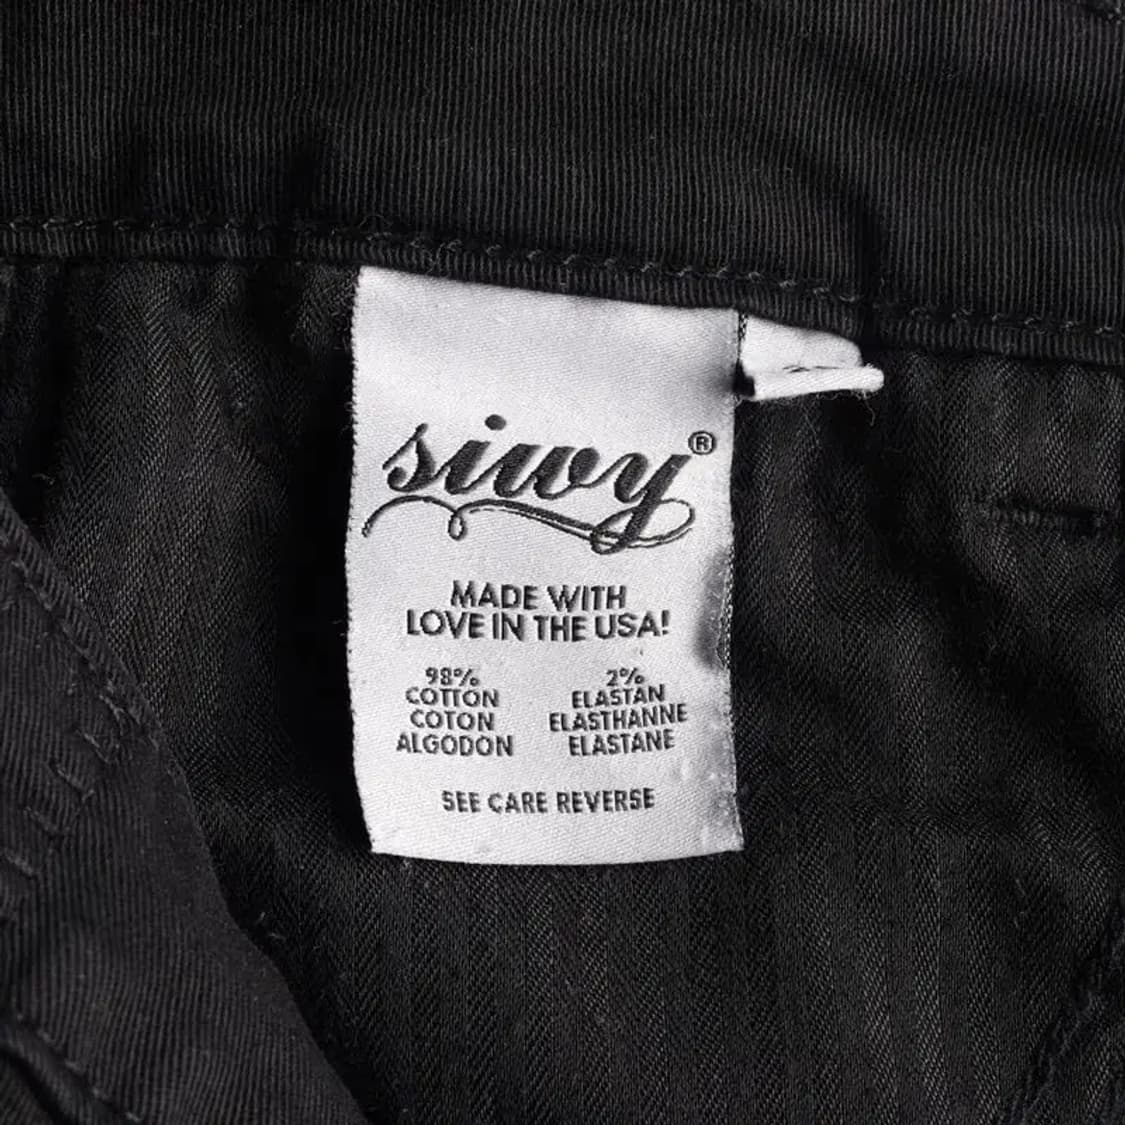 siwy®
MADE WITH
LOVE IN THE USA!
98%
COTTON
COTON
ALGODON
2%
ELASTAN
ELASTHANNE
ELASTANE
SEE CARE REVERSE